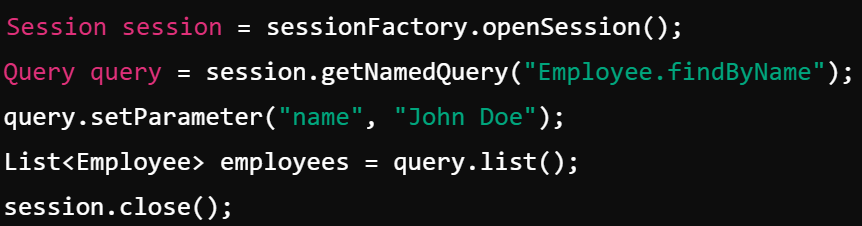 Session session = sessionFactory.openSession();
Query query = session.getNamedQuery("Employee.findByName");
query.setParameter("name", "John Doe");
List<Employee> employees = query.list();
session.close();